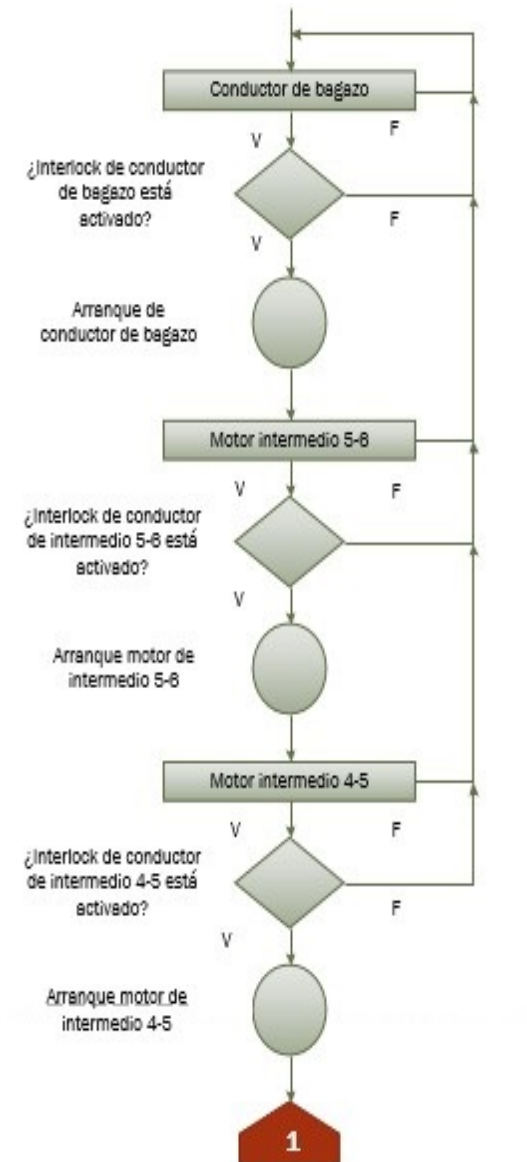 Conductor de bagazo
V
F
¿Interlock de conductor
de bagazo está
activado?
F
V
Arranque de
conductor de bagazo
Motor intermedio 5-6
V
F
¿Interlock de conductor
de intermedio 5-6 está
activado?
V
Arranque motor de
intermedio 5-6
Motor intermedio 4-5
V
F
¿Interlock de conductor
de intermedio 4-5 está
activado?
F
V
Arranque motor de
intermedio 4-5
1